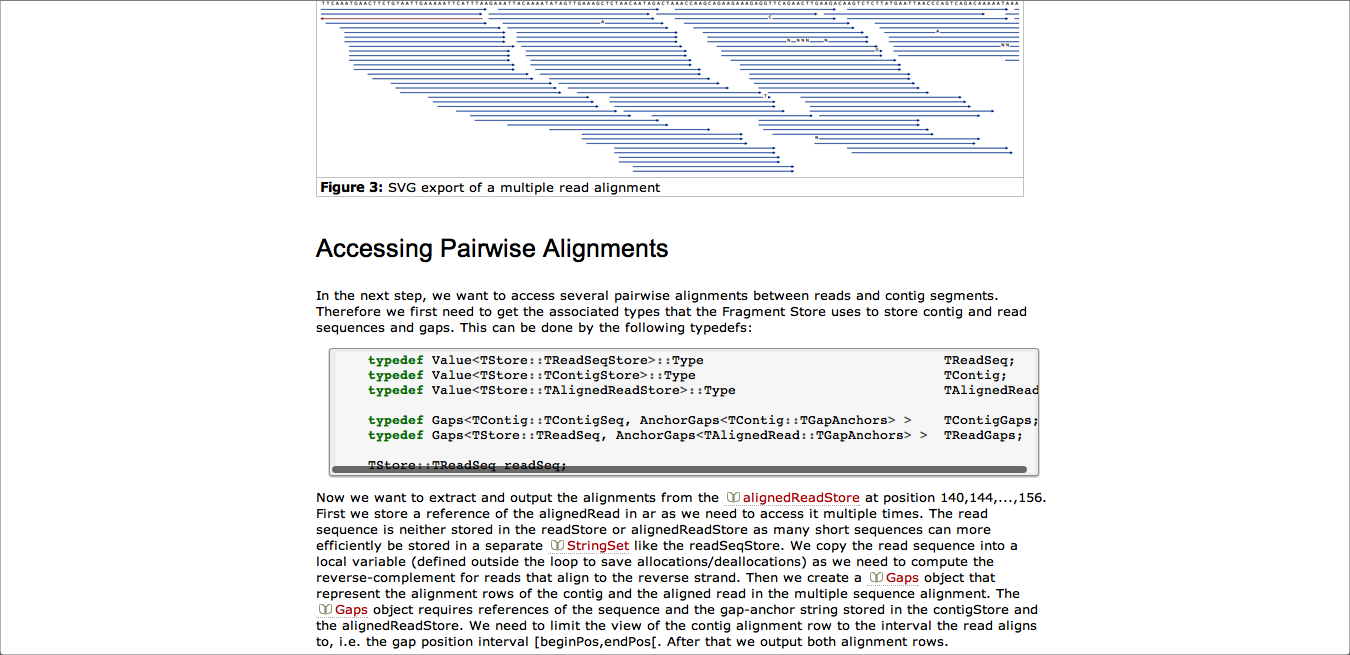 TTCAAATGAACTTCTGTAATTGAAAAATTCATTTAAGAAATTACAAAATATAGTTGAAAGCTCTAACAATAGACTAAACCAAGCAGAAGAAAGAGGTTCAGAACTTGAAGACAAGTCTCTTATGAATTAACCCAGTCAGACAAAAATAAA
A
C
A
N NNN N
G
N N
T
N
Figure 3: SVG export of a multiple read alignment
Accessing Pairwise Alignments
In the next step, we want to access several pairwise alignments between reads and contig segments.
Therefore we first need to get the associated types that the Fragment Store uses to store contig and read
sequences and gaps. This can be done by the following typedefs:
typedef Value<TStore::TReadSeqStore>::Type TReadSeq;
typedef Value<TStore::TContigStore>::Type TContig;
typedef Value<TStore::TAlignedReadStore>::Type TAlignedRead
typedef Gaps<TContig::TContigSeq, AnchorGaps<TContig::TGapAnchors> > TContigGaps;
typedef Gaps<TStore::TReadSeq, AnchorGaps<TAlignedRead::TGapAnchors> > TReadGaps;
TStore::TReadSeq readSeq;
Now we want to extract and output the alignments from the alignedReadStore at position 140,144,...,156.
First we store a reference of the alignedRead in ar as we need to access it multiple times. The read
sequence is neither stored in the readStore or alignedReadStore as many short sequences can more
efficiently be stored in a separate StringSet like the readSeqStore. We copy the read sequence into a
local variable (defined outside the loop to save allocations/deallocations) as we need to compute the
reverse-complement for reads that align to the reverse strand. Then we create a Gaps object that
represent the alignment rows of the contig and the aligned read in the multiple sequence alignment. The
Gaps object requires references of the sequence and the gap-anchor string stored in the contigStore and
the alignedReadStore. We need to limit the view of the contig alignment row to the interval the read aligns
to, i.e. the gap position interval [beginPos,endPos[. After that we output both alignment rows.